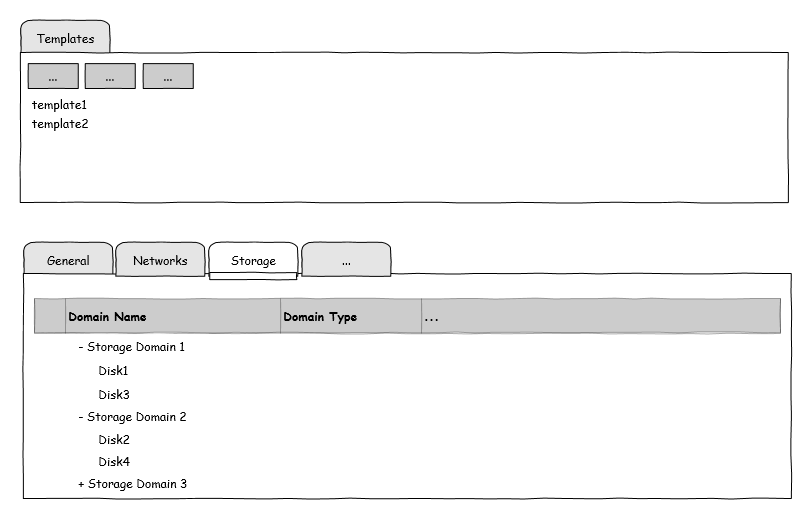 Templates
... ... ...
template1
template2
General Networks Storage ...
Domain Name Domain Type ...
- Storage Domain 1
Disk1
Disk3
- Storage Domain 2
Disk2
Disk4
+ Storage Domain 3